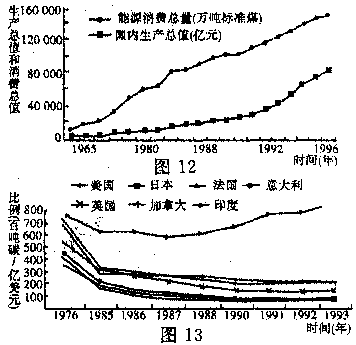 生产总值和消费总值
160 000
120 000
80 000
40 000
能源消费总量(万吨标准煤)
国内生产总值(亿元)
1965 1980 1988 1992 1996
时间(年)
图 12
美国 日本 法国 意大利
英国 加拿大 印度
比例(百吨碳/亿美元)
800
700
600
500
400
300
200
100
1976 1985 1986 1987 1988 1990 1991 1992 1993
时间(年)
图 13